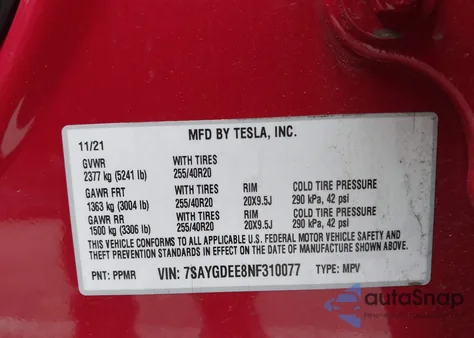 MFD BY TESLA, INC.
11/21
GVWR WITH TIRES
2377 kg (5241 lb) 255/40R20
GAWR FRT WITH TIRES RIM COLD TIRE PRESSURE
1363 kg (3004 lb) 255/40R20 20X9.5J 290 kPa, 42 psi
GAWR RR WITH TIRES RIM COLD TIRE PRESSURE
1500 kg (3306 lb) 255/40R20 20X9.5J 290 kPa, 42 psi
THIS VEHICLE CONFORMS TO ALL APPLICABLE U.S. FEDERAL MOTOR VEHICLE SAFETY AND
THEFT PREVENTION STANDARDS IN EFFECT ON THE DATE OF MANUFACTURE SHOWN ABOVE.
PNT: PPMR VIN: 7SAYGDEE8NF310077 TYPE: MPV
autoSnap